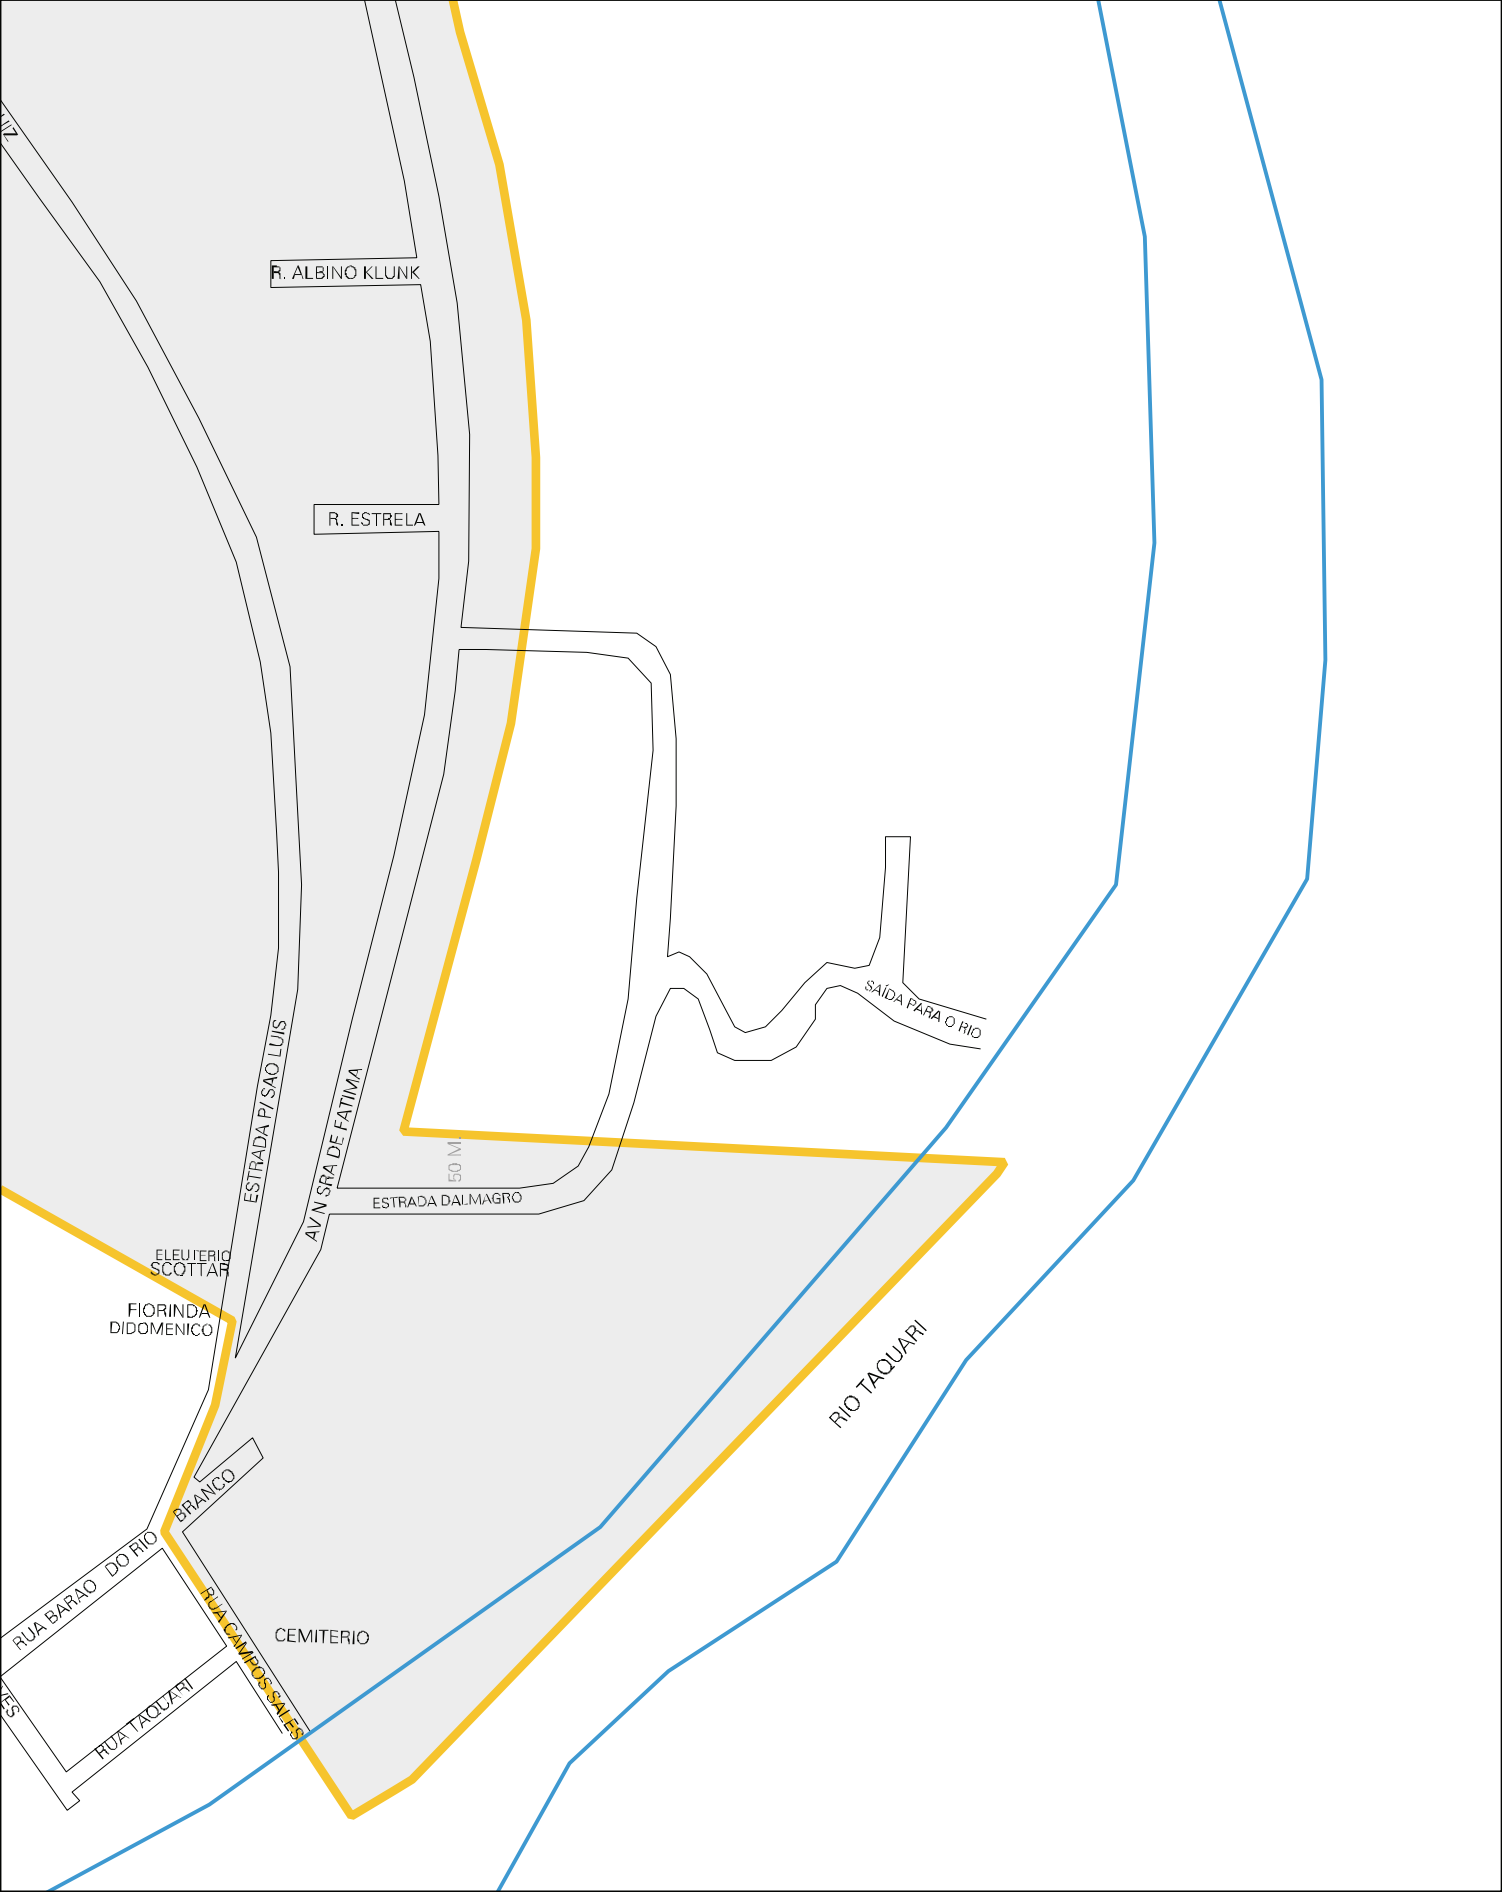 R. ALBINO KLUNK
R. ESTRELA
SAÍDA PARA O RIO
ESTRADA P/ SAO LUIS
AV N SRA DE FATIMA
50 M.
ESTRADA DALMAGRO
ELEUTERIO
SCOTTAR
FIORINDA
DIDOMENICO
RIO TAQUARI
BRANCO
RUA BARAO DO RIO
RUA CAMPOS SALES
CEMITERIO
RUA TAQUARI